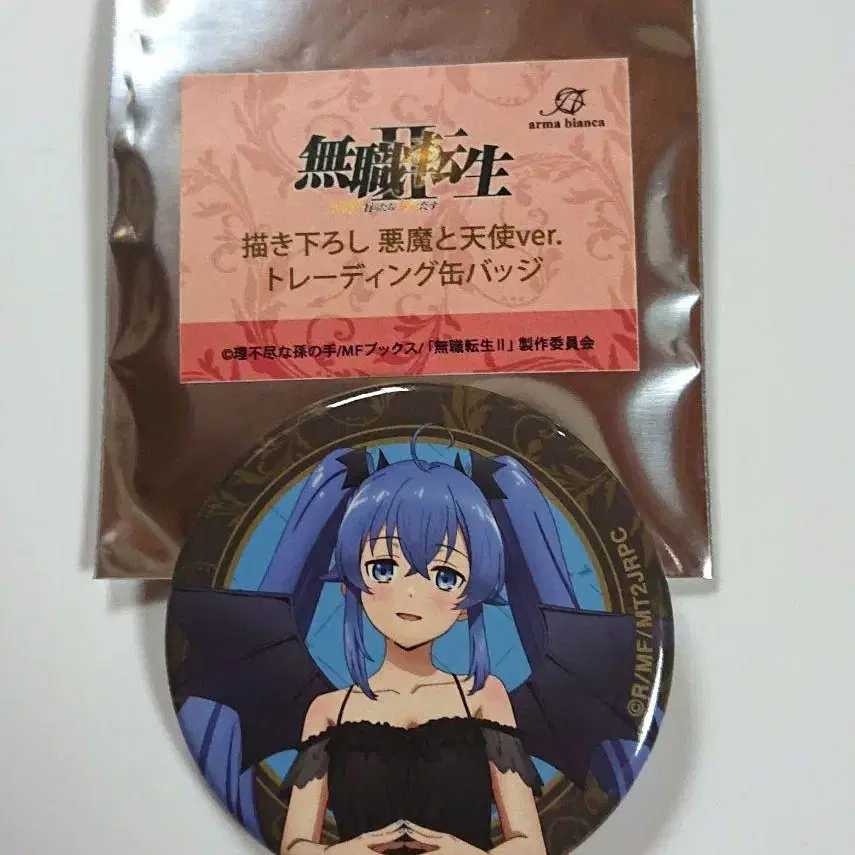 arma bianca
無職転生
II
描き下ろし 悪魔と天使ver.
トレーディング缶バッジ
©理不尽な孫の手/MFブックス/「無職転生Ⅱ」製作委員会
©R/MF/MT2JRPC